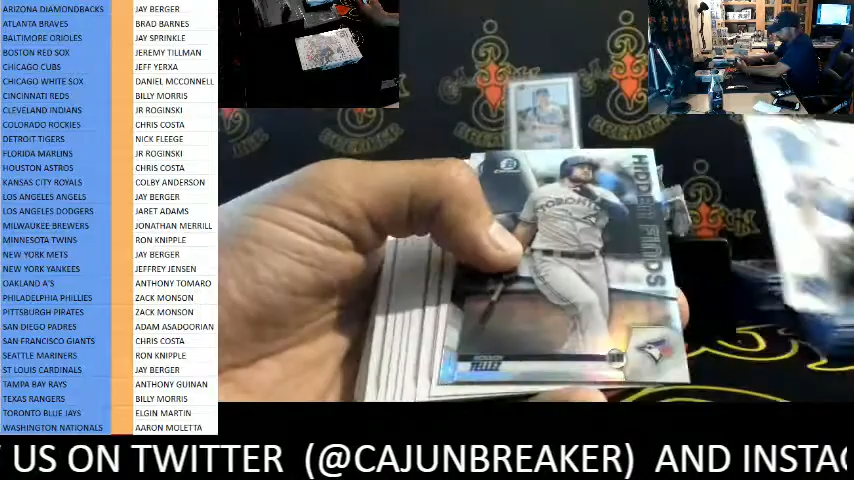 ARIZONA DIAMONDBACKS JAY BERGER
ATLANTA BRAVES BRAD BARNES
BALTIMORE ORIOLES JAY SPRINKLE
BOSTON RED SOX JEREMY TILLMAN
CHICAGO CUBS JEFF YERXA
CHICAGO WHITE SOX DANIEL MCCONNELL
CINCINNATI REDS BILLY MORRIS
CLEVELAND INDIANS JR ROGINSKI
COLORADO ROCKIES CHRIS COSTA
DETROIT TIGERS NICK FLEEGE
FLORIDA MARLINS JR ROGINSKI
HOUSTON ASTROS CHRIS COSTA
KANSAS CITY ROYALS COLBY ANDERSON
LOS ANGELES ANGELS JAY BERGER
LOS ANGELES DODGERS JARET ADAMS
MILWAUKEE BREWERS JONATHAN MERRILL
MINNESOTA TWINS RON KNIPPLE
NEW YORK METS JAY BERGER
NEW YORK YANKEES JEFFREY JENSEN
OAKLAND A'S ANTHONY TOMARO
PHILADELPHIA PHILLIES ZACK MONSON
PITTSBURGH PIRATES ZACK MONSON
SAN DIEGO PADRES ADAM ASADOORIAN
SAN FRANCISCO GIANTS CHRIS COSTA
SEATTLE MARINERS RON KNIPPLE
ST LOUIS CARDINALS JAY BERGER
TAMPA BAY RAYS ANTHONY GUINAN
TEXAS RANGERS BILLY MORRIS
TORONTO BLUE JAYS ELGIN MARTIN
WASHINGTON NATIONALS AARON MOLETTA
HIDDEN FINDS
TORONTO
TELLEZ
BREAKER
US ON TWITTER (@CAJUNBREAKER) AND INSTAG